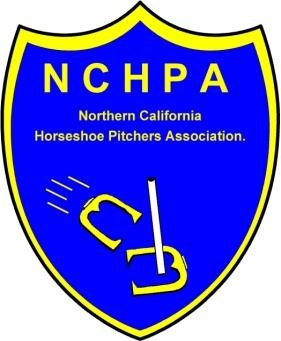 NCHPA
Northern California
Horseshoe Pitchers Association.